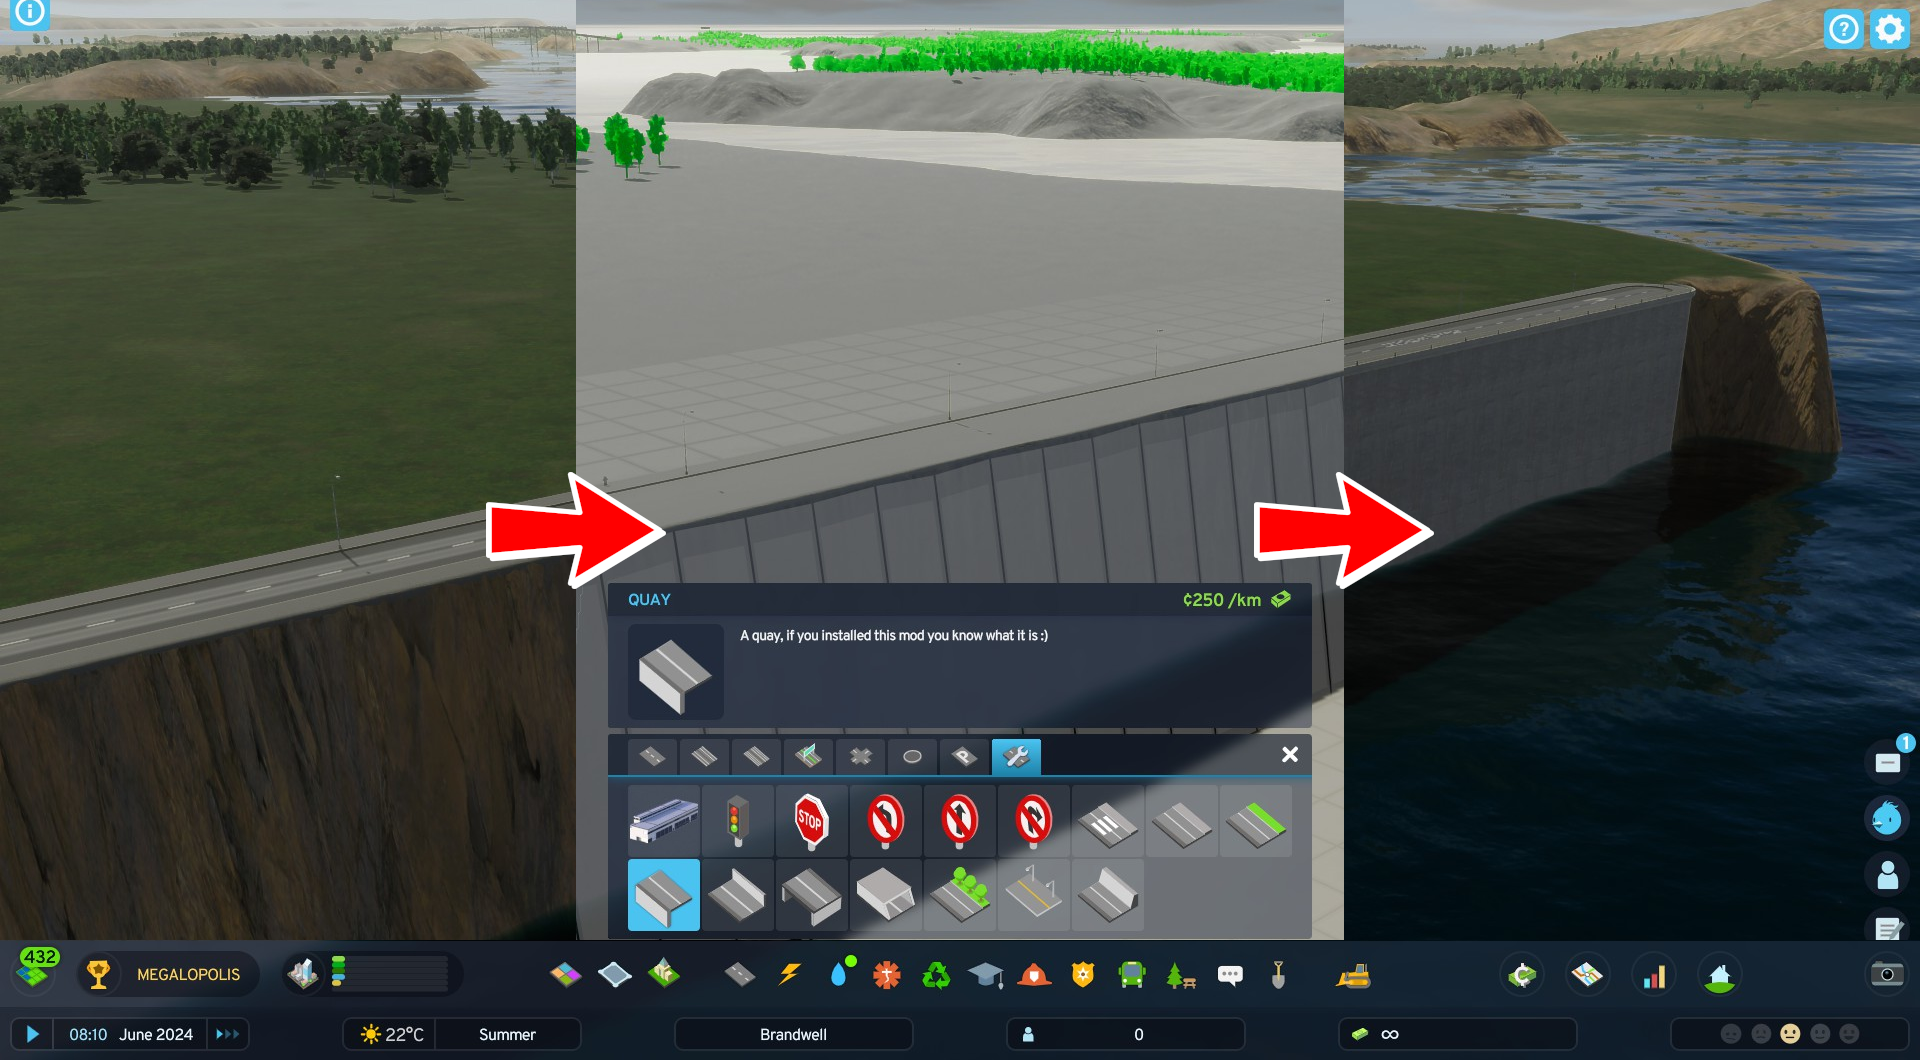 QUAY
¢250 /km
A quay, if you installed this mod you know what it is :)
P
STOP
1
432
MEGALOPOLIS
08:10 June 2024
22°C
Summer
Brandwell
0
∞